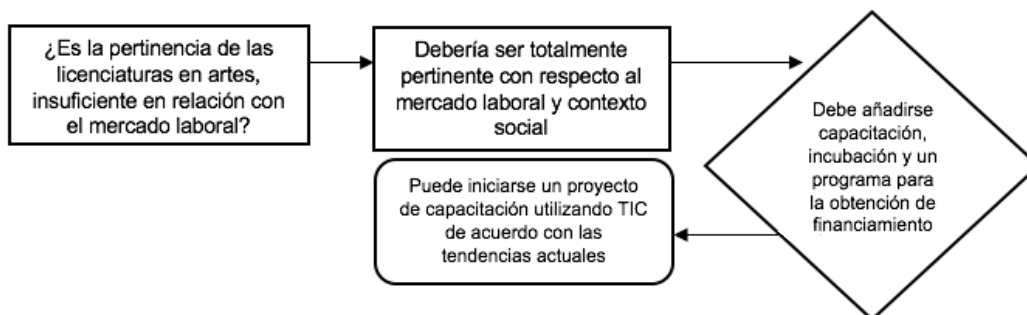 ¿Es la pertinencia de las
licenciaturas en artes,
insuficiente en relación con
el mercado laboral?
Debería ser totalmente
pertinente con respecto al
mercado laboral y contexto
social
Debe añadirse
capacitación,
incubación y un
programa para
la obtención de
financiamiento
Puede iniciarse un proyecto
de capacitación utilizando TIC
de acuerdo con las
tendencias actuales